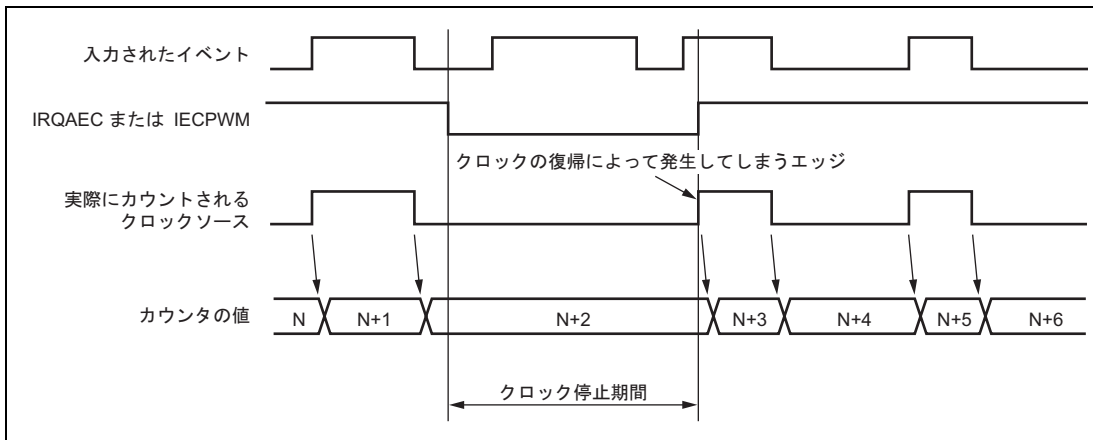 入力されたイベント
IRQAEC または IECPWM
クロックの復帰によって発生してしまうエッジ
実際にカウントされる
クロックソース
カウンタの値
N
N+1
N+2
N+3
N+4
N+5
N+6
クロック停止期間